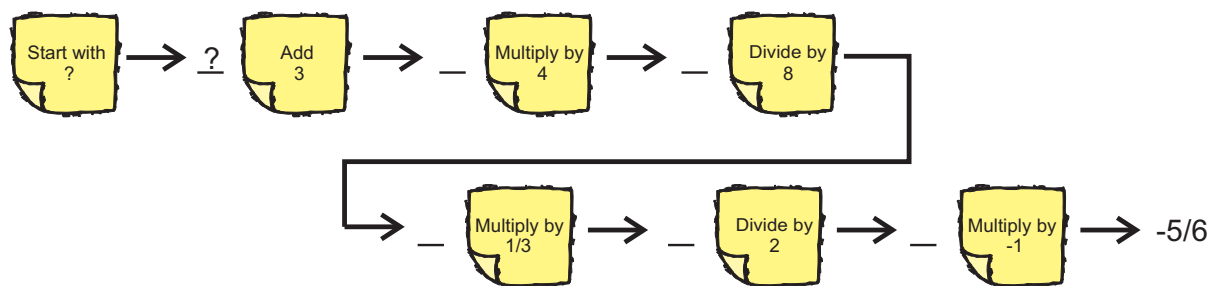 Start with
?
?
Add
3
Multiply by
4
Divide by
8
Multiply by
1/3
Divide by
2
Multiply by
-1
-5/6